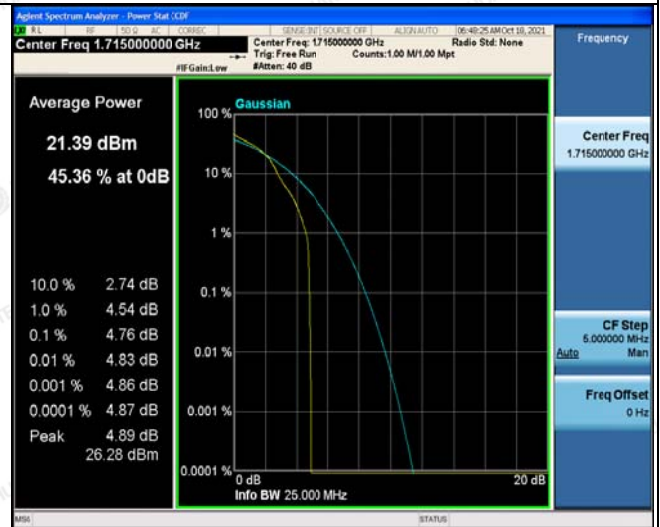 Agilent Spectrum Analyzer - Power Stat CCDF
RL RF 50 Ω AC CORREC SENSE:INT SOURCE OFF ALIGN AUTO 06:48:25 AM Oct 10, 2021
Center Freq 1.715000000 GHz
Center Freq: 1.715000000 GHz Radio Std: None
Trig: Free Run Counts:1.00 M/1.00 Mpt
#IFGain:Low #Atten: 40 dB
Frequency
Average Power
21.39 dBm
45.36 % at 0dB
10.0 % 2.74 dB
1.0 % 4.54 dB
0.1 % 4.76 dB
0.01 % 4.83 dB
0.001 % 4.86 dB
0.0001 % 4.87 dB
Peak 4.89 dB
26.28 dBm
Gaussian
100 %
10 %
1 %
0.1 %
0.01 %
0.001 %
0.0001 %
0 dB 20 dB
Info BW 25.000 MHz
Center Freq
1.715000000 GHz
CF Step
5.000000 MHz
Auto Man
Freq Offset
0 Hz
MSG STATUS